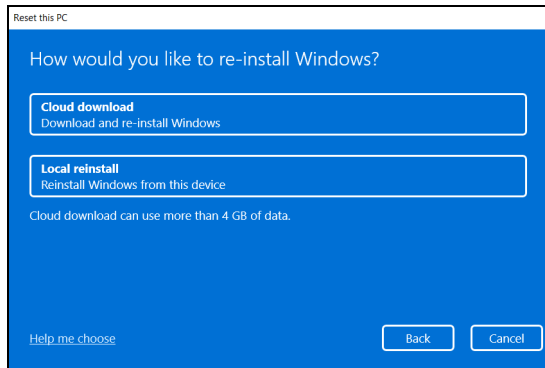 Reset this PC
How would you like to re-install Windows?
Cloud download
Download and re-install Windows
Local reinstall
Reinstall Windows from this device
Cloud download can use more than 4 GB of data.
Help me choose
Back
Cancel